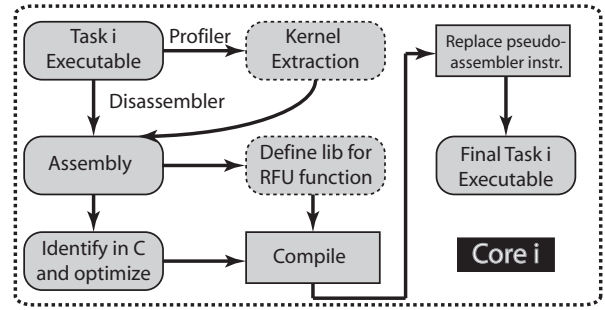 Task i
Executable
Profiler
Kernel
Extraction
Replace pseudo-
assembler instr.
Disassembler
Assembly
Define lib for
RFU function
Final Task i
Executable
Identify in C
and optimize
Compile
Core i